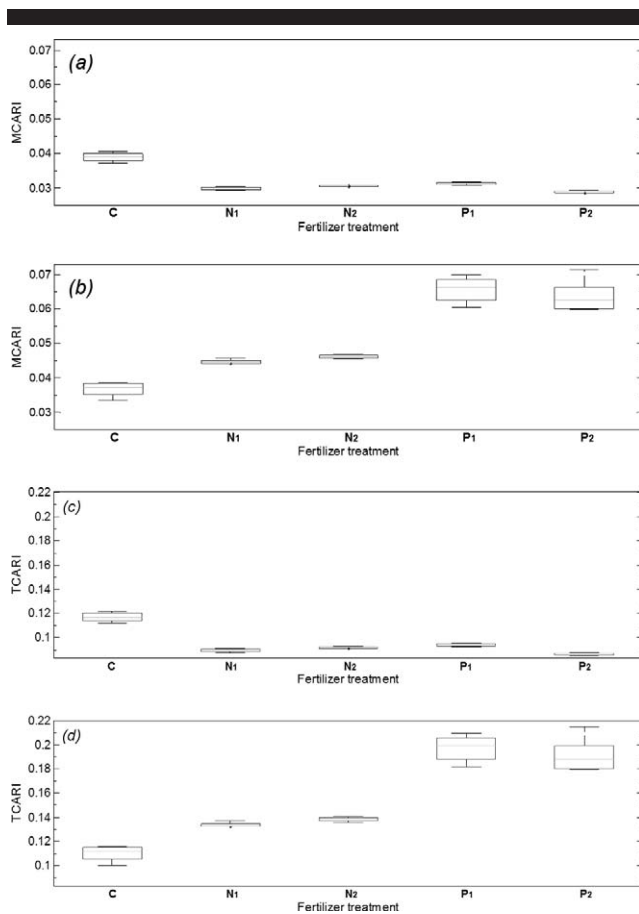 (a)
MCARI
0.07
0.06
0.05
0.04
0.03
C N1 N2 P1 P2
Fertilizer treatment
(b)
MCARI
0.07
0.06
0.05
0.04
0.03
C N1 N2 P1 P2
Fertilizer treatment
(c)
TCARI
0.22
0.2
0.18
0.16
0.14
0.12
0.1
C N1 N2 P1 P2
Fertilizer treatment
(d)
TCARI
0.22
0.2
0.18
0.16
0.14
0.12
0.1
C N1 N2 P1 P2
Fertilizer treatment